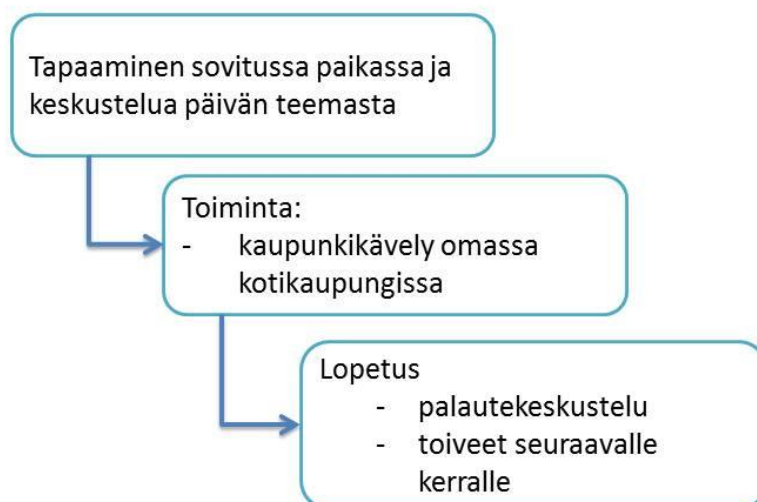 Tapaaminen sovitussa paikassa ja
keskustelua päivän teemasta
Toiminta:
- kaupunkikävely omassa
kotikaupungissa
Lopetus
- palautekeskustelu
- toiveet seuraavalle
kerralle